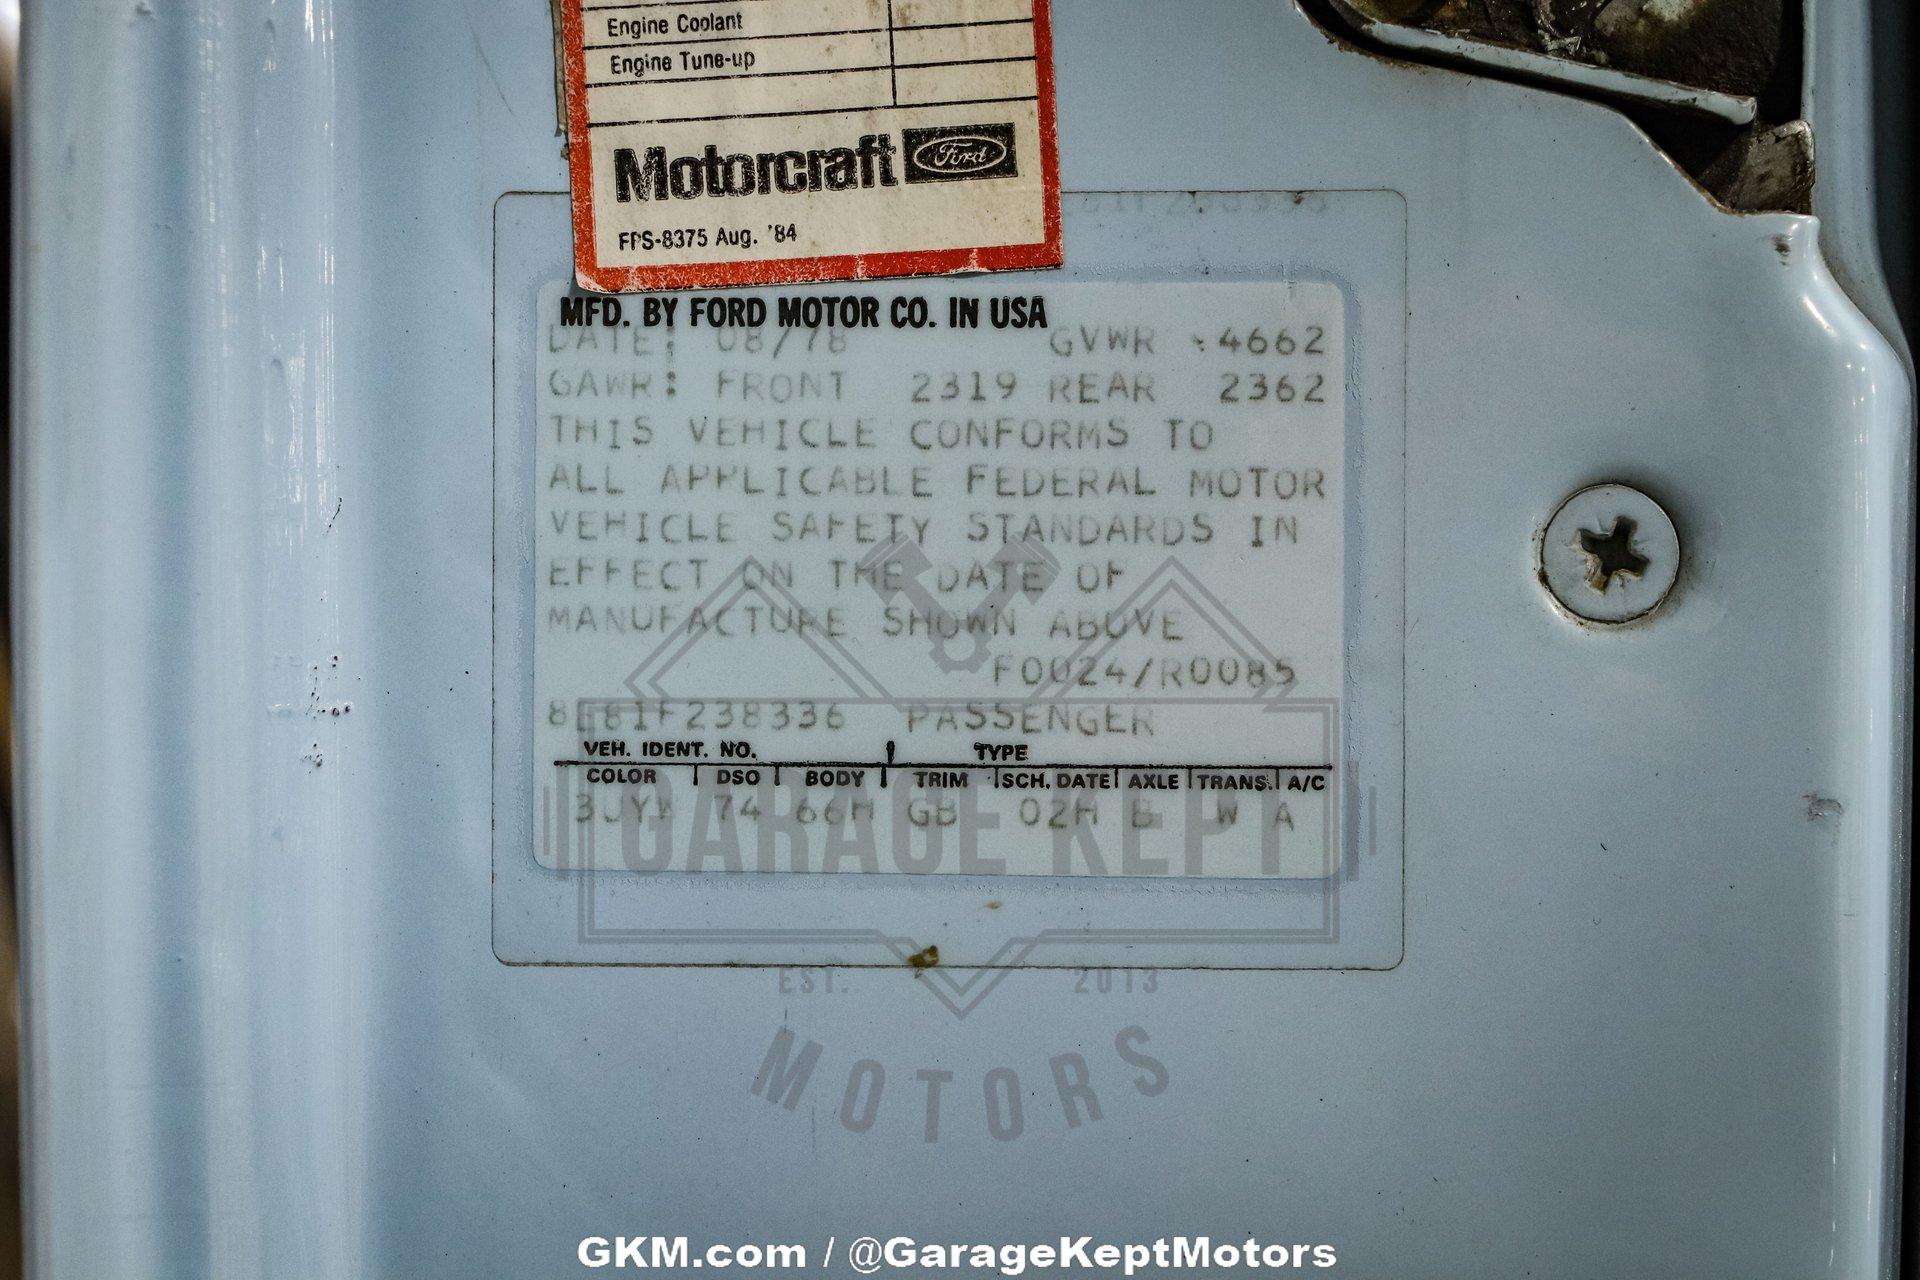 Engine Coolant
Engine Tune-up
Motorcraft Ford
FPS-8375 Aug. '84
81F238336
MFD. BY FORD MOTOR CO. IN USA
DATE: 08/78 GVWR 4662
GAWR: FRONT 2319 REAR 2362
THIS VEHICLE CONFORMS TO
ALL APPLICABLE FEDERAL MOTOR
VEHICLE SAFETY STANDARDS IN
EFFECT ON THE DATE OF
MANUFACTURE SHOWN ABOVE
F0024/R0085
8E81F238336 PASSENGER
VEH. IDENT. NO. TYPE
COLOR DSO BODY TRIM SCH. DATE AXLE TRANS. A/C
74 66H GB 02H B W A
GARAGE KEPT
EST. 2013
MOTORS
GKM.com / @GarageKeptMotors